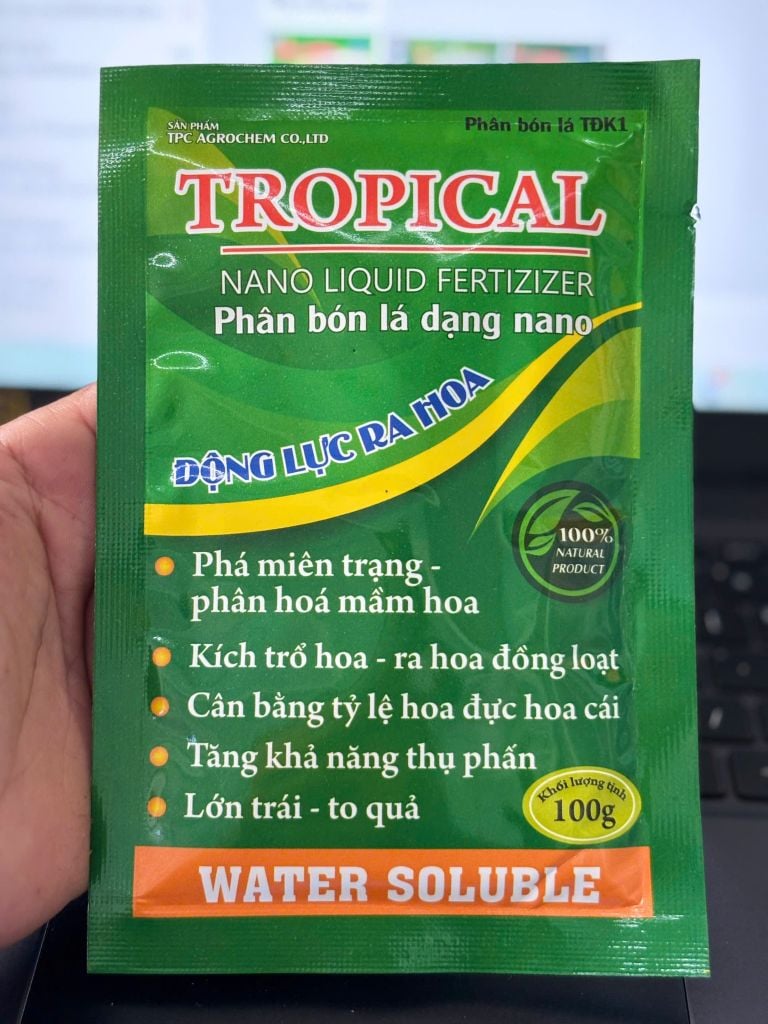 SẢN PHẨM
TPC AGROCHEM CO.,LTD
Phân bón lá TĐK1
TROPICAL
NANO LIQUID FERTIZIZER
Phân bón lá dạng nano
ĐỘNG LỰC RA HOA
100%
NATURAL
PRODUCT
Phá miên trạng -
phân hoá mầm hoa
Kích trổ hoa - ra hoa đồng loạt
Cân bằng tỷ lệ hoa đực hoa cái
Tăng khả năng thụ phấn
Lớn trái - to quả
Khối lượng tịnh
100g
WATER SOLUBLE